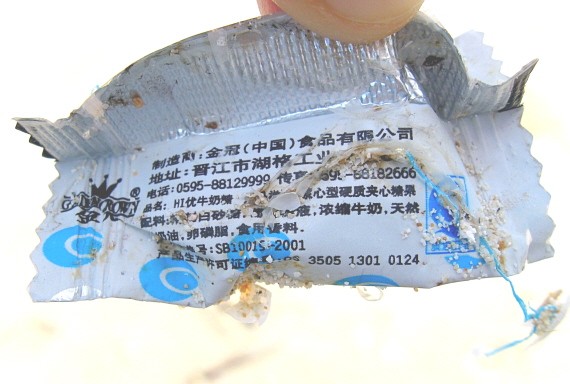 制造商:金冠(中国)食品有限公司
地址:晋江市湖格工业
电话:0595-88129999 传真: 88182666
品名: HI优牛奶糖 心型硬质夹心糖果
配料: 白砂糖, 液,浓缩牛奶,天然
奶油,卵磷脂,食用香料.
号:SB10018-2001
产品生产许可证编 3505 1301 0124
金冠 ®